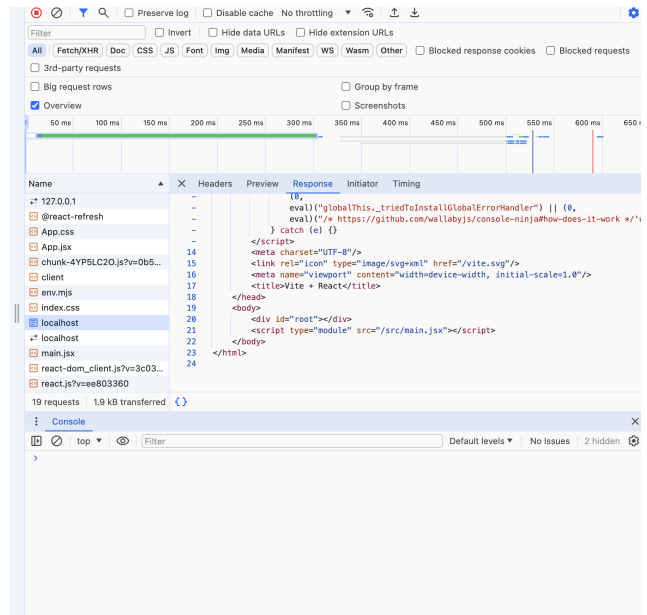 Preserve log Disable cache No throttling
Filter Invert Hide data URLs Hide extension URLs
All Fetch/XHR Doc CSS JS Font Img Media Manifest WS Wasm Other Blocked response cookies Blocked requests
3rd-party requests
Big request rows Group by frame
Overview Screenshots
50 ms 100 ms 150 ms 200 ms 250 ms 300 ms 350 ms 400 ms 450 ms 500 ms 550 ms 600 ms 650
Name
127.0.0.1
@react-refresh
App.css
App.jsx
chunk-4YP5LC2O.js?v=0b5...
client
env.mjs
index.css
localhost
localhost
main.jsx
react-dom_client.js?v=3c03...
react.js?v=ee803360
19 requests 1.9 kB transferred
Headers Preview Response Initiator Timing
- (0,
- eval)("globalThis._triedToInstallGlobalErrorHandler") || (0,
- eval)("/* https://github.com/wallabyjs/console-ninja#how-does-it-work */'
- } catch (e) {}
- </script>
14 <meta charset="UTF-8"/>
15 <link rel="icon" type="image/svg+xml" href="/vite.svg"/>
16 <meta name="viewport" content="width=device-width, initial-scale=1.0"/>
17 <title>Vite + React</title>
18 </head>
19 <body>
20 <div id="root"></div>
21 <script type="module" src="/src/main.jsx"></script>
22 </body>
23 </html>
24
{}
Console
top Filter Default levels No Issues 2 hidden